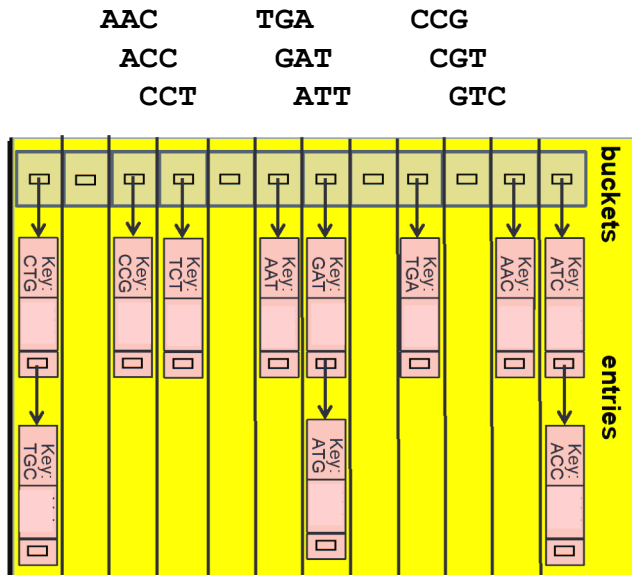 AAC TGA CCG
ACC GAT CGT
CCT ATT GTC
buckets
Key: CTG
Key: CCG
Key: TCT
Key: AAT
Key: GAT
Key: TGA
Key: AAC
Key: ATC
entries
Key: TGC
Key: ATG
Key: ACC